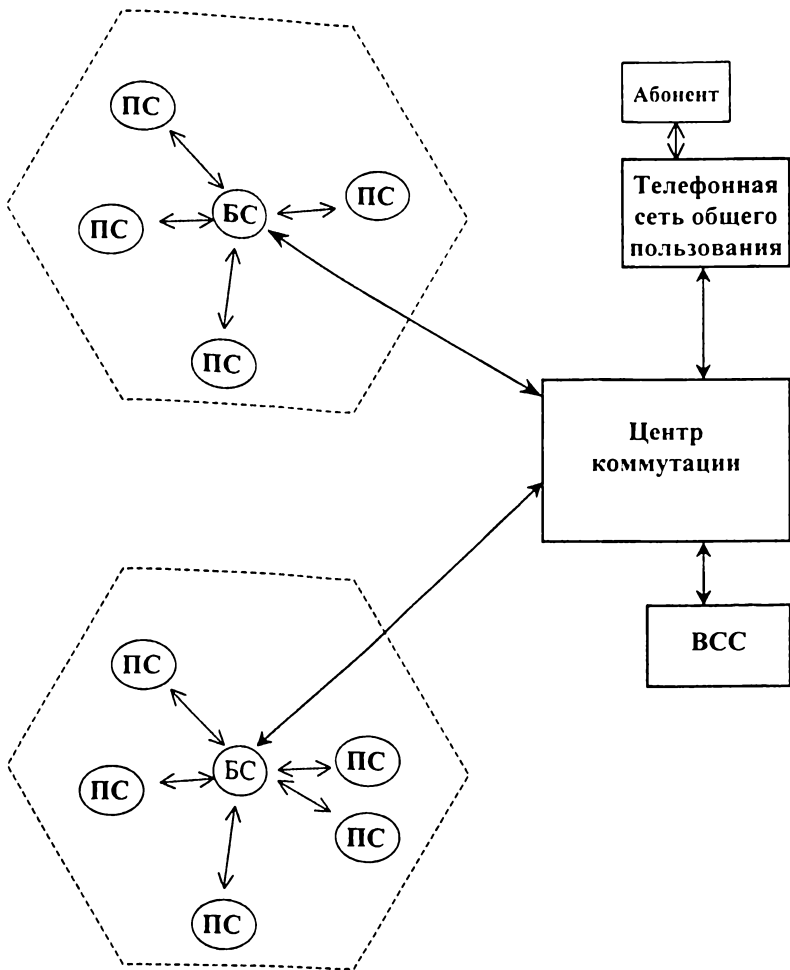 ПС
ПС
БС
ПС
ПС
Абонент
Телефонная
сеть общего
пользования
Центр
коммутации
ВСС
ПС
ПС
БС
ПС
ПС
ПС